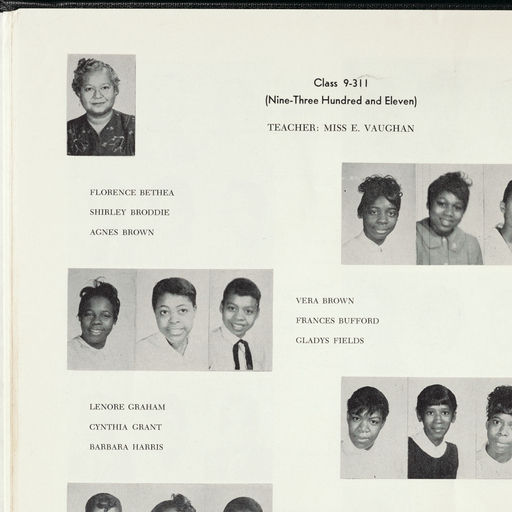 Class 9-311
(Nine-Three Hundred and Eleven)
TEACHER: MISS E. VAUGHAN
FLORENCE BETHEA
SHIRLEY BRODDIE
AGNES BROWN
VERA BROWN
FRANCES BUFFORD
GLADYS FIELDS
LENORE GRAHAM
CYNTHIA GRANT
BARBARA HARRIS